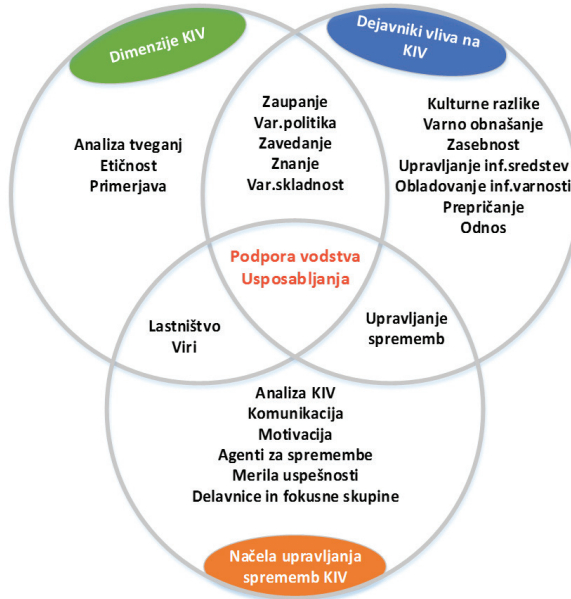 Dimenzije KIV
Dejavniki vliva na
KIV
Analiza tveganj
Etičnost
Primerjava
Zaupanje
Var.politika
Zavedanje
Znanje
Var.skladnost
Kulturne razlike
Varno obnašanje
Zasebnost
Upravljanje inf.sredstev
Obladovanje inf.varnosti
Prepričanje
Odnos
Podpora vodstva
Usposabljanja
Lastništvo
Viri
Upravljanje
sprememb
Analiza KIV
Komunikacija
Motivacija
Agenti za spremembe
Merila uspešnosti
Delavnice in fokusne skupine
Načela upravljanja
sprememb KIV